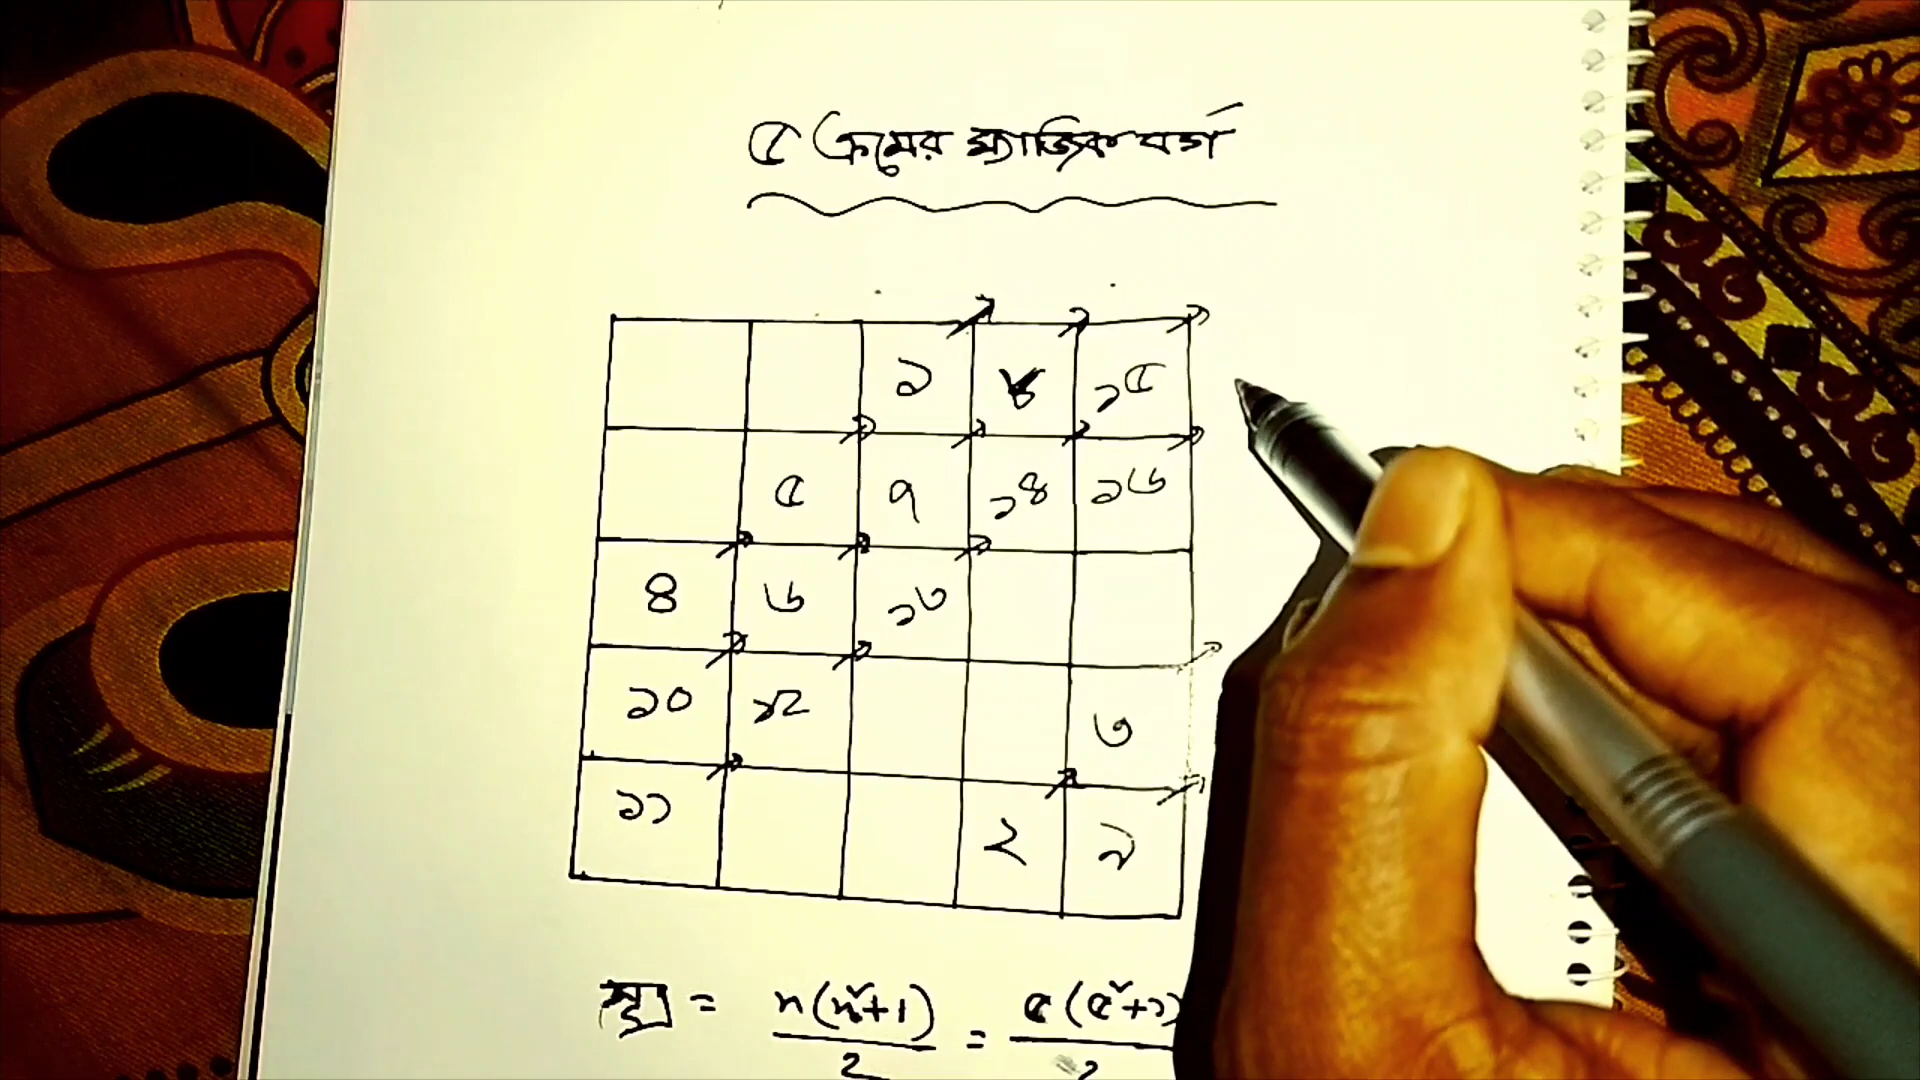 ৫ ক্রমের ম্যাজিক বর্গ
১ ৮ ১৫
৫ ৭ ১৪ ১৬
৪ ৬ ১৩
১০ ১২ ৩
১১ ২ ৯
সূত্র = n(n²+1)/2 = ৫(৫²+১)/২